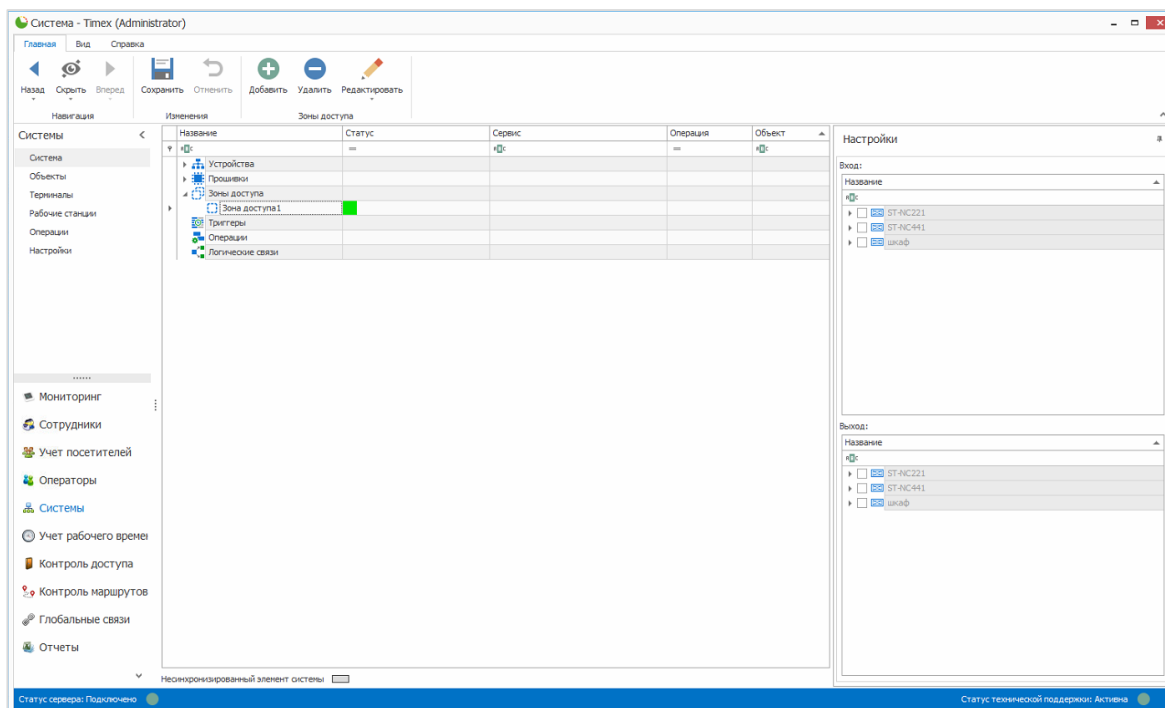 Система - Timex (Administrator)
Главная Вид Справка
Назад Скрыть Вперед Сохранить Отменить Добавить Удалить Редактировать
Навигация Изменения Зоны доступа
Системы
Система
Объекты
Терминалы
Рабочие станции
Операции
Настройки
Мониторинг
Сотрудники
Учет посетителей
Операторы
Системы
Учет рабочего времен
Контроль доступа
Контроль маршрутов
Глобальные связи
Отчеты
Название Статус Сервис Операция Объект
Устройства
Прошивки
Зоны доступа
Зона доступа1
Триггеры
Операции
Логические связи
Несинхронизированный элемент системы
Настройки
Вход:
Название
ST-NC221
ST-NC441
шкаф
Выход:
Название
ST-NC221
ST-NC441
шкаф
Статус сервера: Подключено Статус технической поддержки: Активна